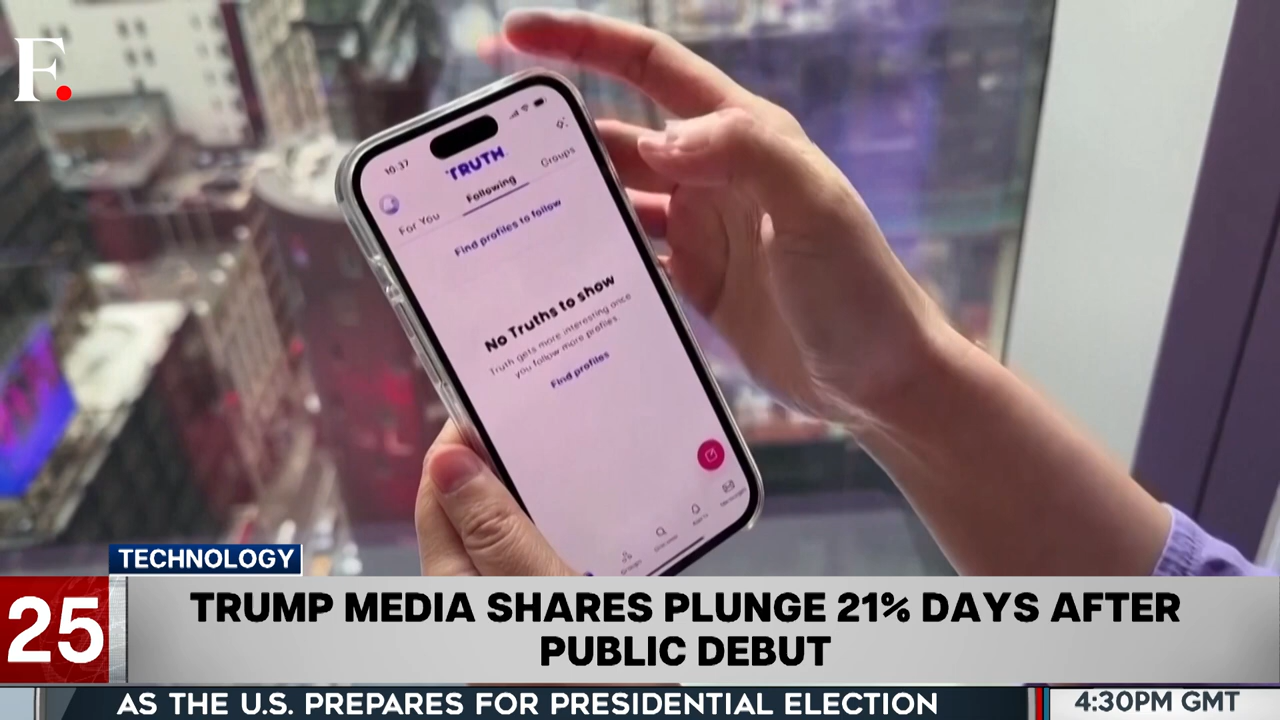 F.
10:37
TRUTH.
For You Following Groups
Find profiles to follow
No Truths to show
Truth gets more interesting once
you follow more profiles.
Find profiles
Groups
TECHNOLOGY
25
TRUMP MEDIA SHARES PLUNGE 21% DAYS AFTER
PUBLIC DEBUT
AS THE U.S. PREPARES FOR PRESIDENTIAL ELECTION
4:30PM GMT